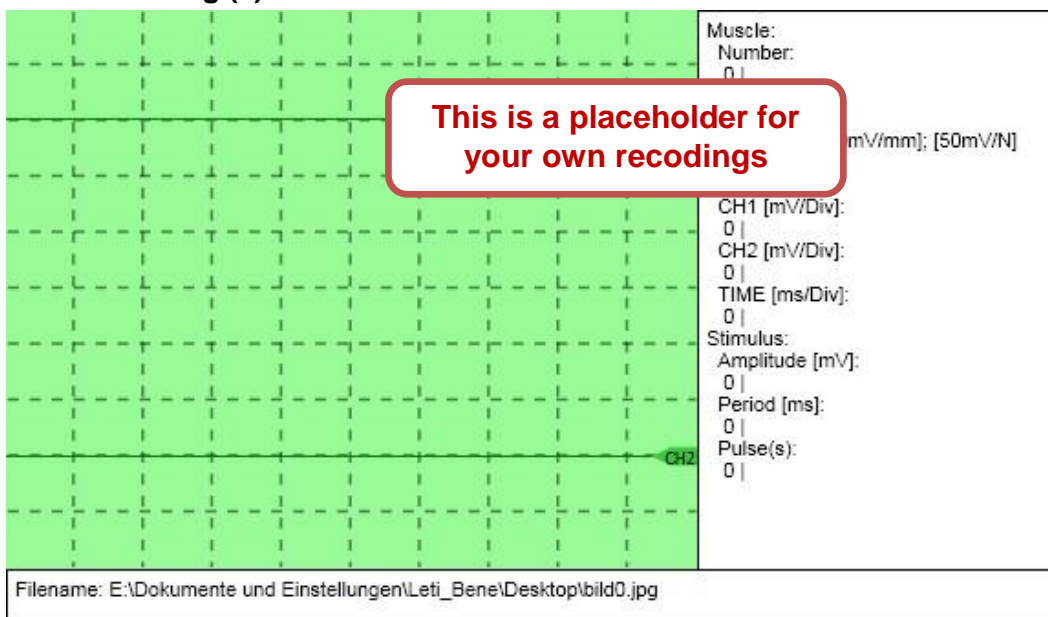 Muscle:
Number:
0 |
This is a placeholder for
your own recodings
mV/mm]; [50mV/N]
CH1 [mV/Div]:
0 |
CH2 [mV/Div]:
0 |
TIME [ms/Div]:
0 |
Stimulus:
Amplitude [mV]:
0 |
Period [ms]:
0 |
Pulse(s):
0 |
CH2
Filename: E:\Dokumente und Einstellungen\Leti_Bene\Desktop\bild0.jpg